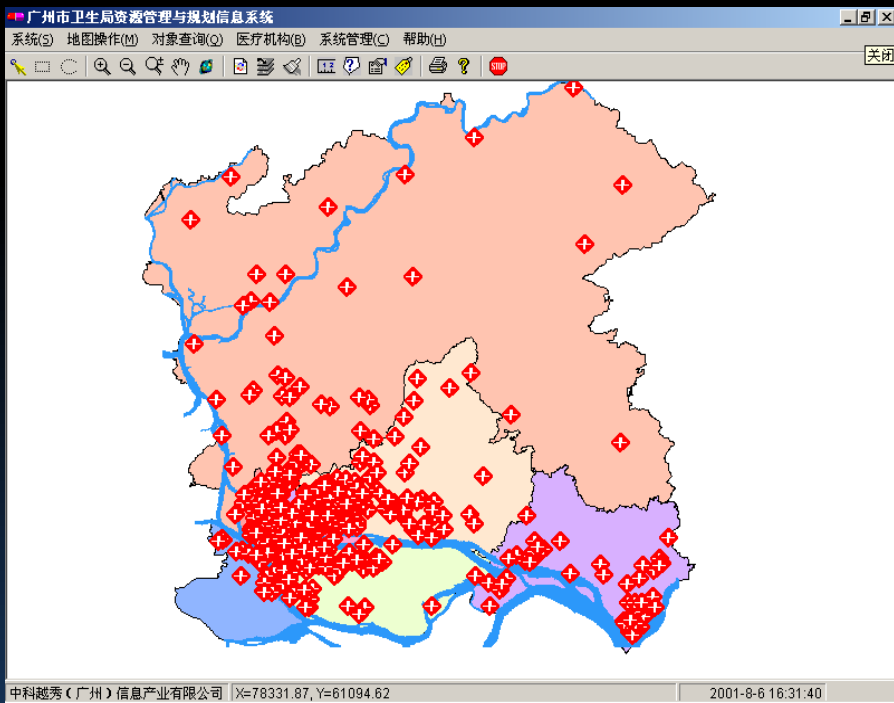 广州市卫生局资源管理与规划信息系统
系统(S) 地图操作(M) 对象查询(Q) 医疗机构(B) 系统管理(C) 帮助(H)
关闭
STOP
中科越秀(广州)信息产业有限公司 X=78331.87, Y=61094.62 2001-8-6 16:31:40